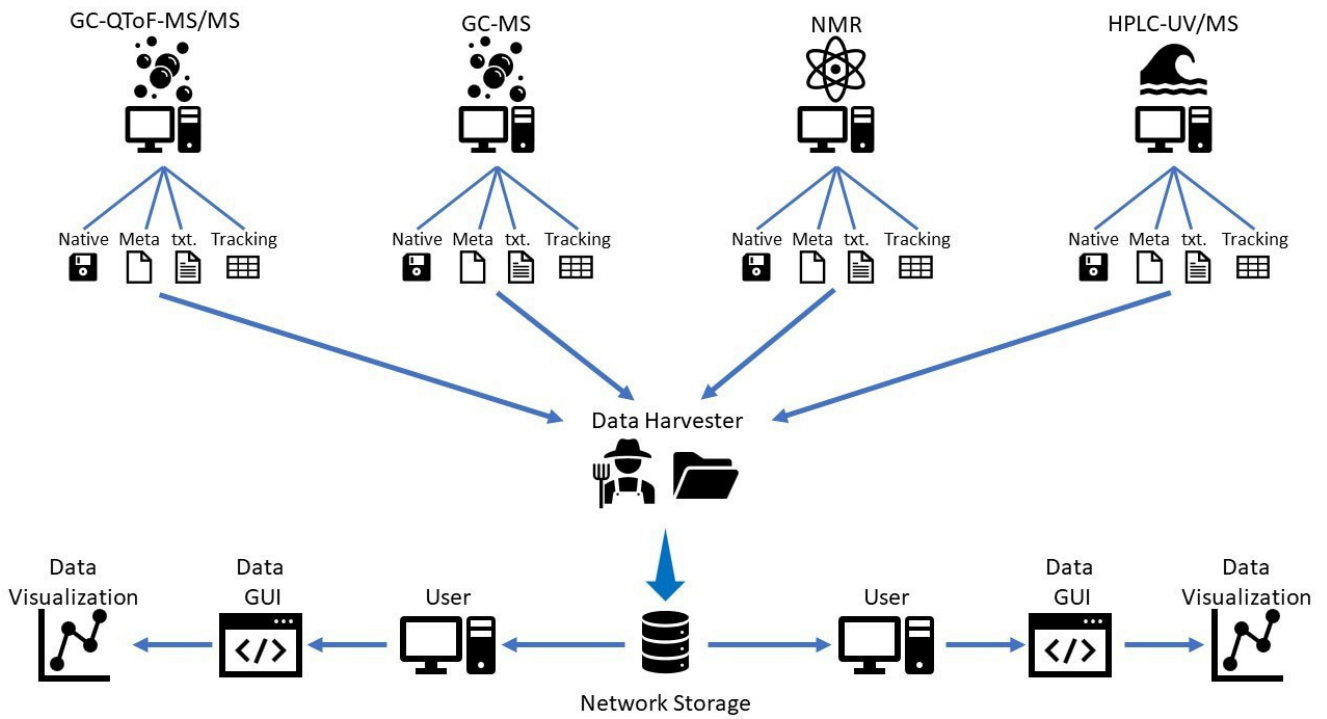 GC-QToF-MS/MS
GC-MS
NMR
HPLC-UV/MS
Native Meta txt. Tracking
Native Meta txt. Tracking
Native Meta txt. Tracking
Native Meta txt. Tracking
Data Harvester
Data
Visualization
Data
GUI
User
Network Storage
User
Data
GUI
Data
Visualization